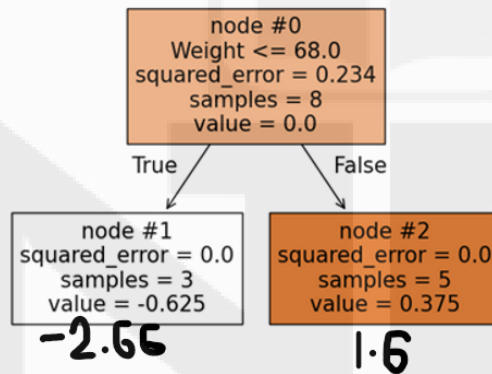 node #0
Weight <= 68.0
squared_error = 0.234
samples = 8
value = 0.0
True
False
node #1
squared_error = 0.0
samples = 3
value = -0.625
node #2
squared_error = 0.0
samples = 5
value = 0.375
-2.66
1.6